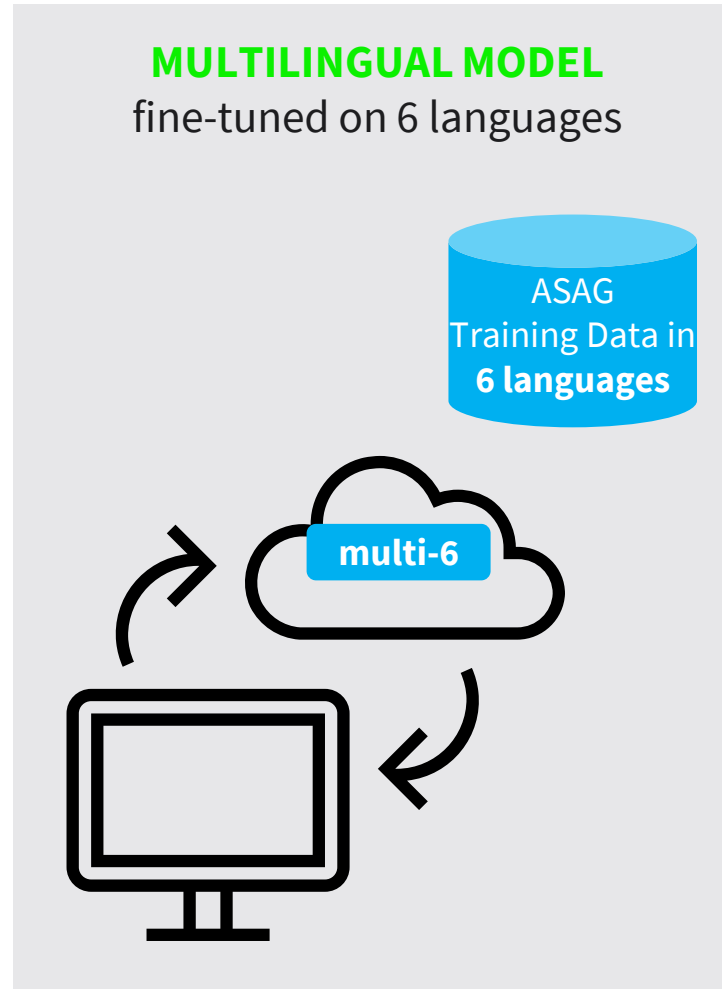 MULTILINGUAL MODEL
fine-tuned on 6 languages
ASAG
Training Data in
6 languages
multi-6